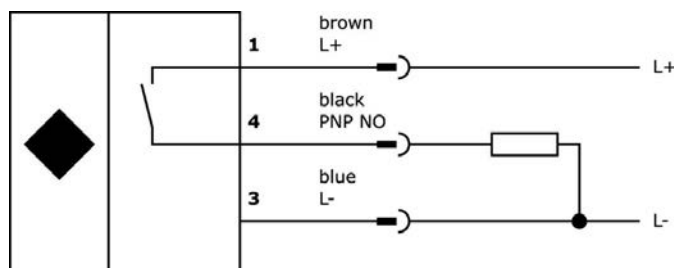 brown
1 L+ L+
black
4 PNP NO
blue
3 L- L-